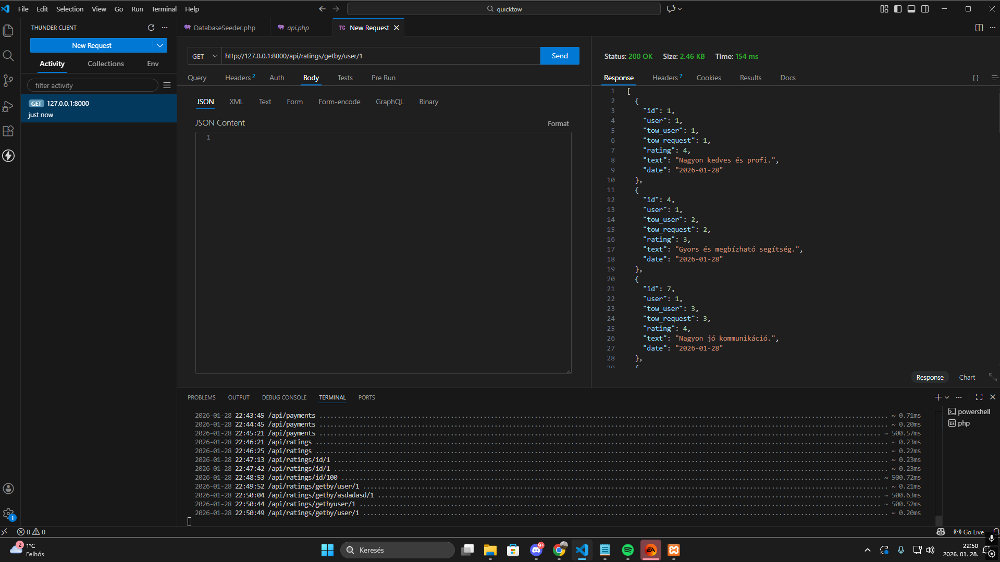 File Edit Selection View Go Run Terminal Help
quicktow
THUNDER CLIENT
New Request
Activity Collections Env
filter activity
GET 127.0.0.1:8000
just now
DatabaseSeeder.php
api.php
TC New Request
GET http://127.0.0.1:8000/api/ratings/getby/user/1 Send
Query Headers 2 Auth Body Tests Pre Run
JSON XML Text Form Form-encode GraphQL Binary
JSON Content Format
1
Status: 200 OK Size: 2.46 KB Time: 154 ms
Response Headers 7 Cookies Results Docs { }
1 [
2 {
3 "id": 1,
4 "user": 1,
5 "tow_user": 1,
6 "tow_request": 1,
7 "rating": 4,
8 "text": "Nagyon kedves és profi.",
9 "date": "2026-01-28"
10 },
11 {
12 "id": 4,
13 "user": 1,
14 "tow_user": 2,
15 "tow_request": 2,
16 "rating": 3,
17 "text": "Gyors és megbízható segítség.",
18 "date": "2026-01-28"
19 },
20 {
21 "id": 7,
22 "user": 1,
23 "tow_user": 3,
24 "tow_request": 3,
25 "rating": 4,
26 "text": "Nagyon jó kommunikáció.",
27 "date": "2026-01-28"
28 },
29 {
Response Chart
PROBLEMS OUTPUT DEBUG CONSOLE TERMINAL PORTS
2026-01-28 22:43:45 /api/payments ........ ~ 0.71ms
2026-01-28 22:44:45 /api/payments ........ ~ 0.20ms
2026-01-28 22:45:21 /api/payments ........ ~ 500.57ms
2026-01-28 22:46:21 /api/ratings ........ ~ 0.23ms
2026-01-28 22:46:25 /api/ratings ........ ~ 0.22ms
2026-01-28 22:47:13 /api/ratings/id/1 ........ ~ 0.23ms
2026-01-28 22:47:42 /api/ratings/id/1 ........ ~ 0.23ms
2026-01-28 22:48:53 /api/ratings/id/100 ........ ~ 500.72ms
2026-01-28 22:49:52 /api/ratings/getby/user/1 ........ ~ 0.21ms
2026-01-28 22:50:04 /api/ratings/getby/asdadasd/1 ........ ~ 500.63ms
2026-01-28 22:50:44 /api/ratings/getbyuser/1 ........ ~ 500.52ms
2026-01-28 22:50:49 /api/ratings/getby/user/1 ........ ~ 0.20ms
powershell
php
1
0 0
Go Live
2
1°C
Felhős
Keresés
9+
EA
22:50
2026. 01. 28.